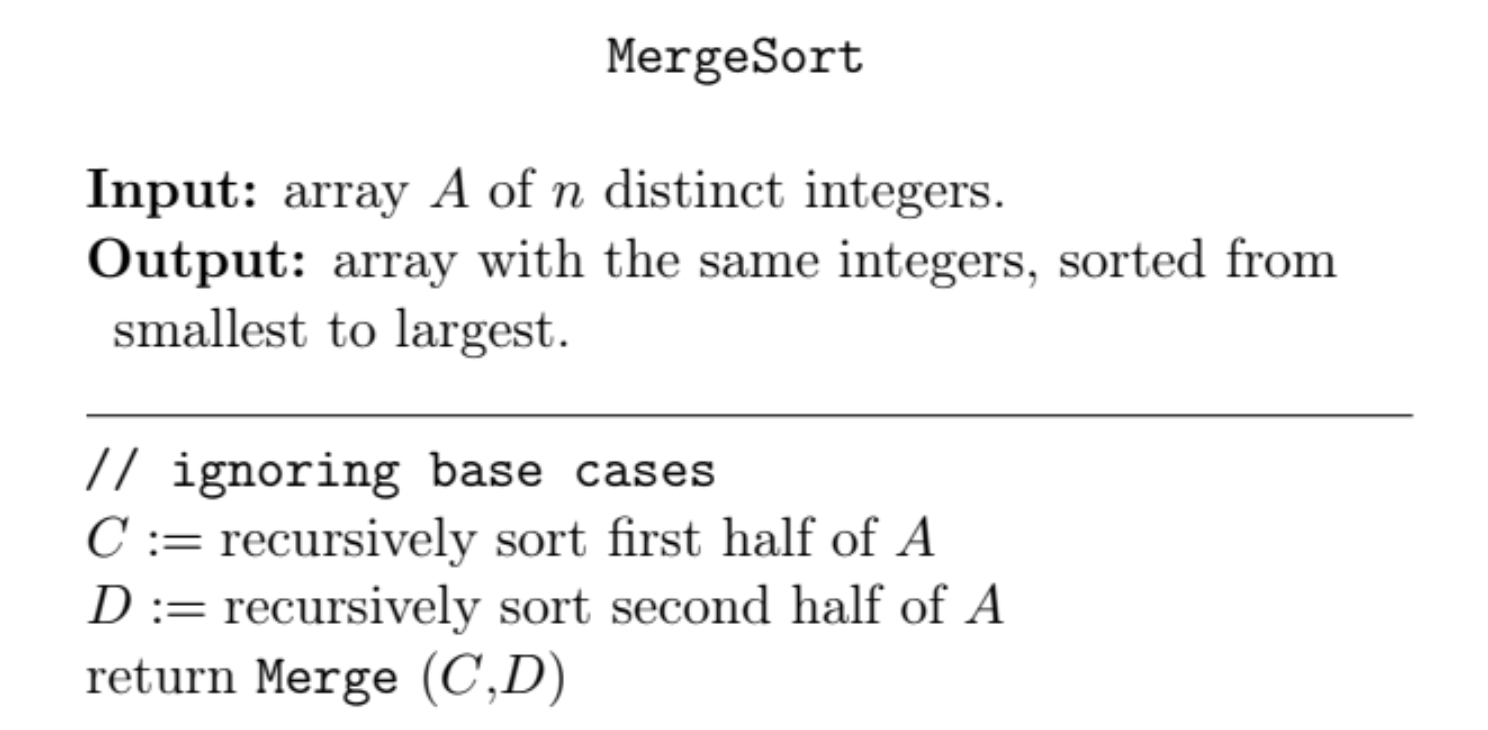 MergeSort
Input: array A of n distinct integers.
Output: array with the same integers, sorted from
smallest to largest.
// ignoring base cases
C := recursively sort first half of A
D := recursively sort second half of A
return Merge (C,D)